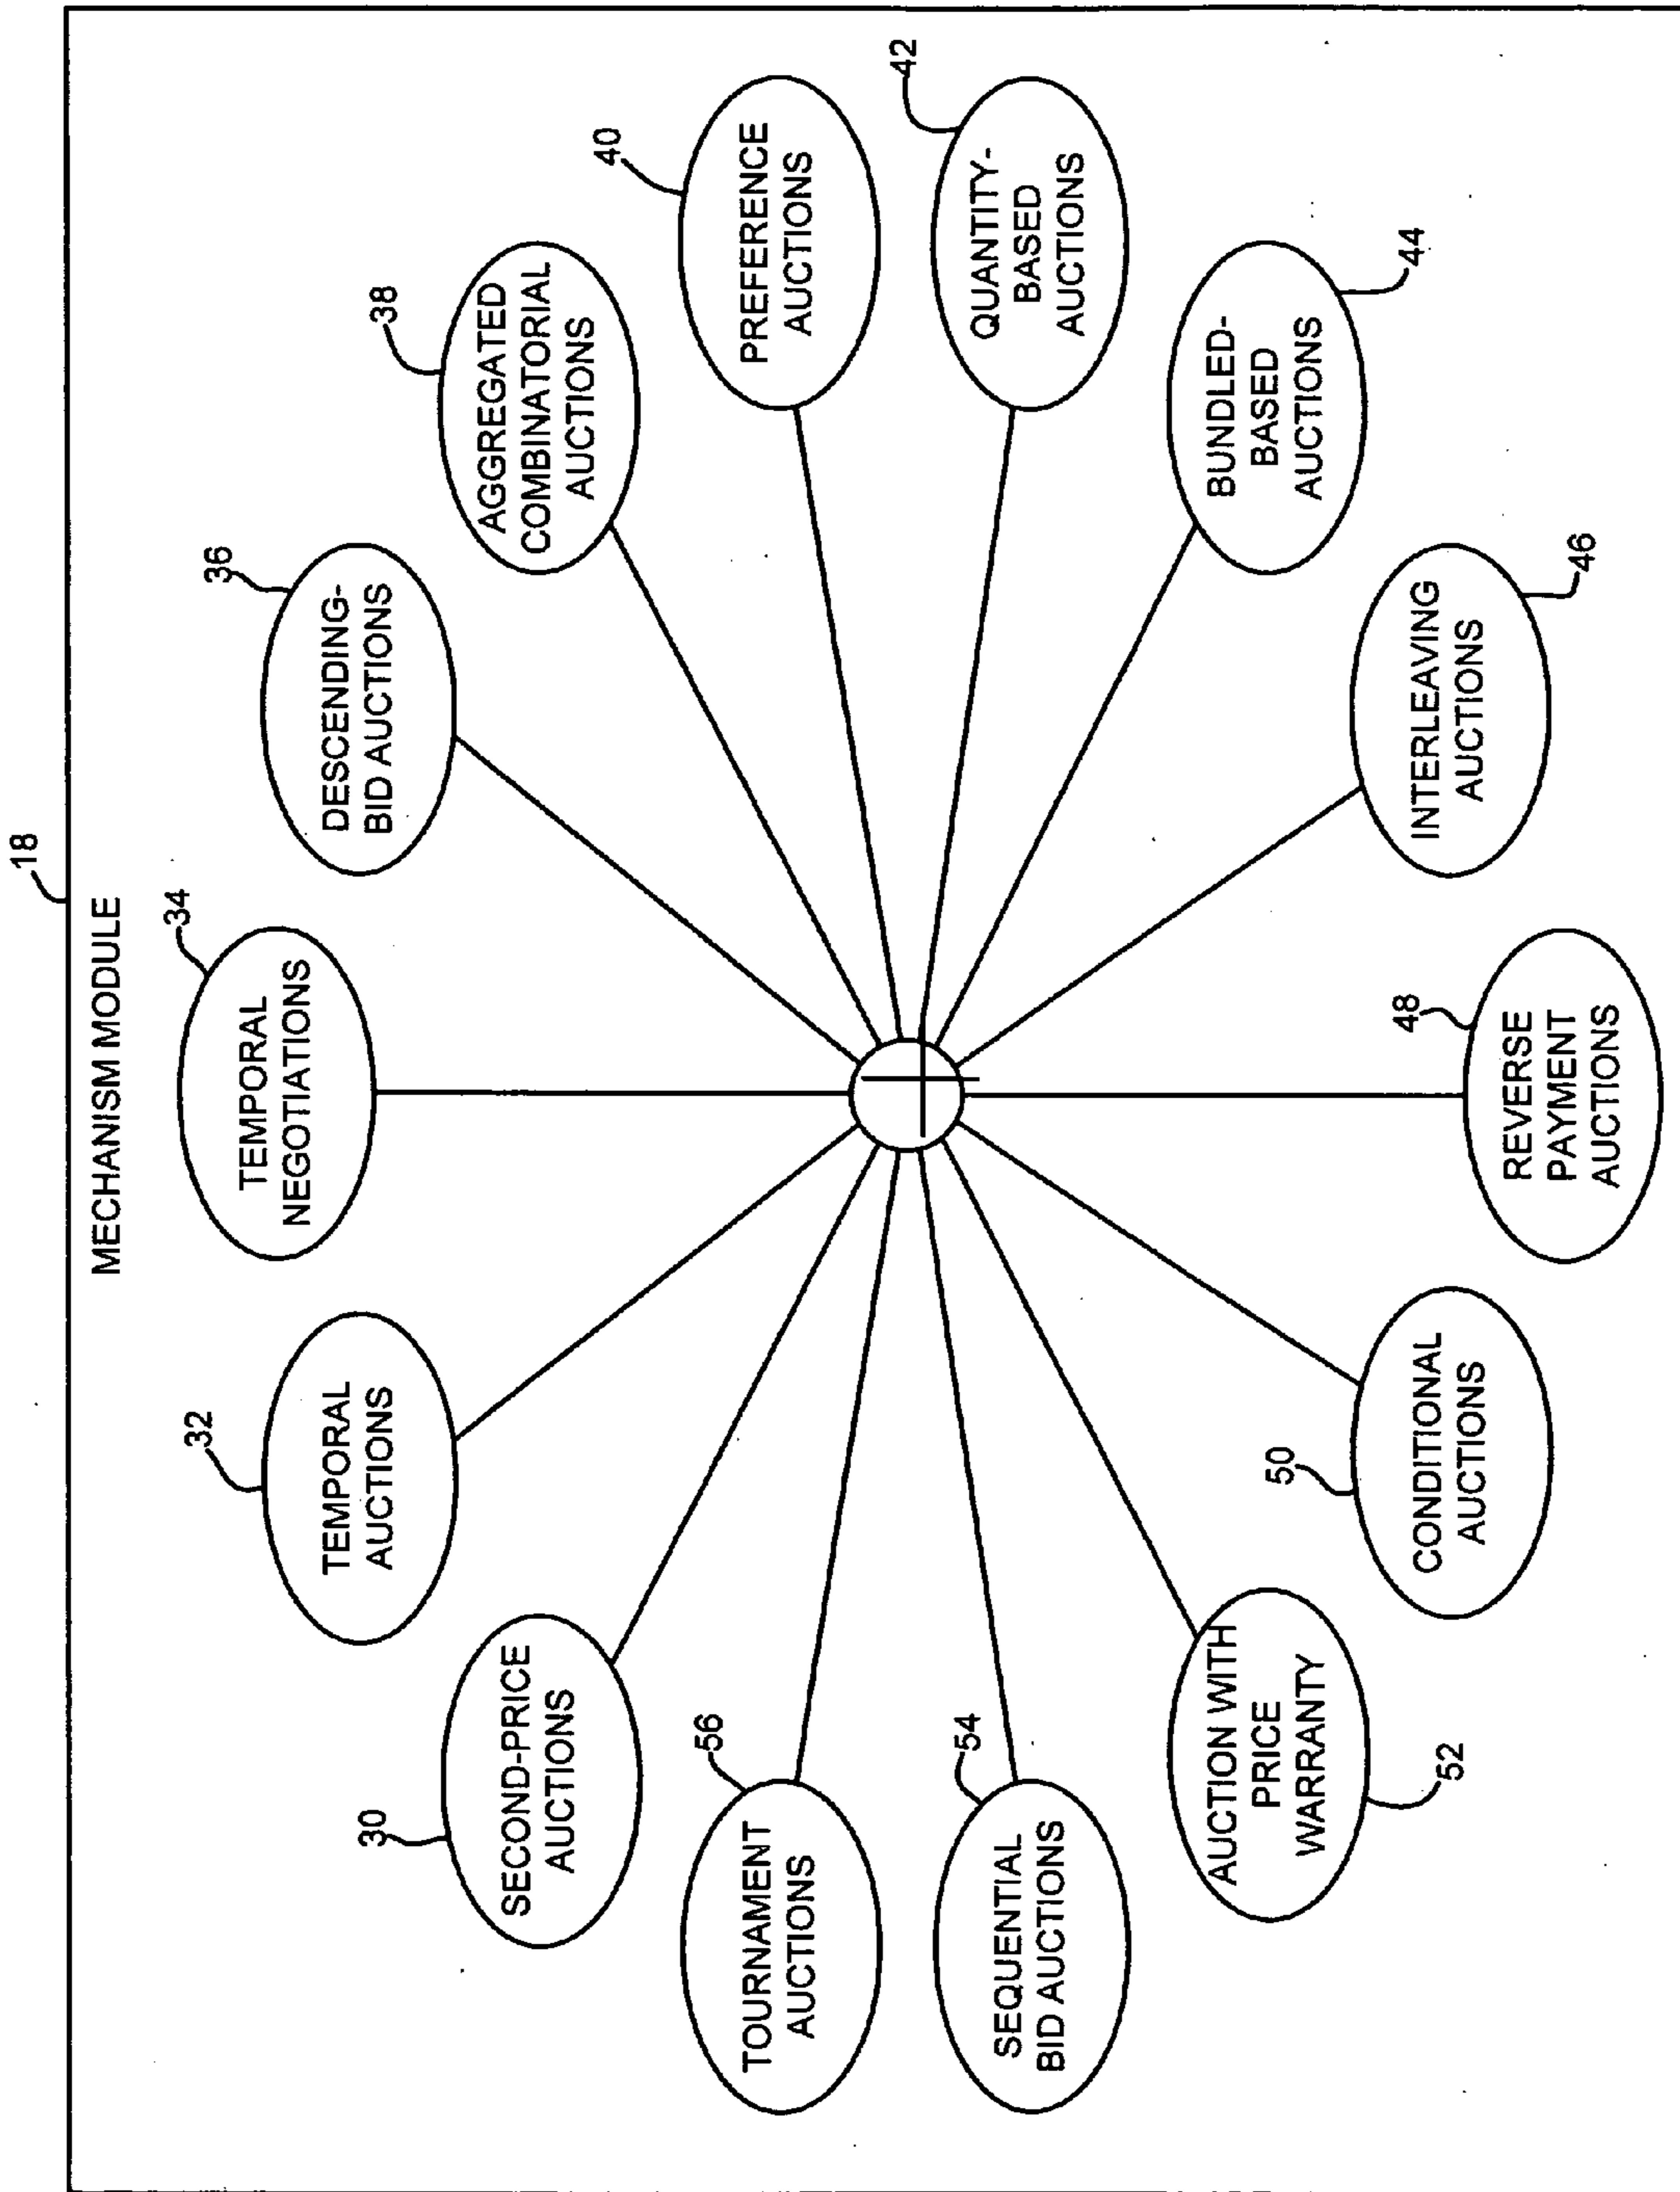 18
MECHANISM MODULE
34
TEMPORAL
NEGOTIATIONS
36
DESCENDING-
BID AUCTIONS
38
AGGREGATED
COMBINATORIAL
AUCTIONS
40
PREFERENCE
AUCTIONS
42
QUANTITY-
BASED
AUCTIONS
44
BUNDLED-
BASED
AUCTIONS
46
INTERLEAVING
AUCTIONS
48
REVERSE
PAYMENT
AUCTIONS
50
CONDITIONAL
AUCTIONS
52
AUCTION WITH
PRICE
WARRANTY
54
SEQUENTIAL
BID AUCTIONS
56
TOURNAMENT
AUCTIONS
30
SECOND-PRICE
AUCTIONS
32
TEMPORAL
AUCTIONS